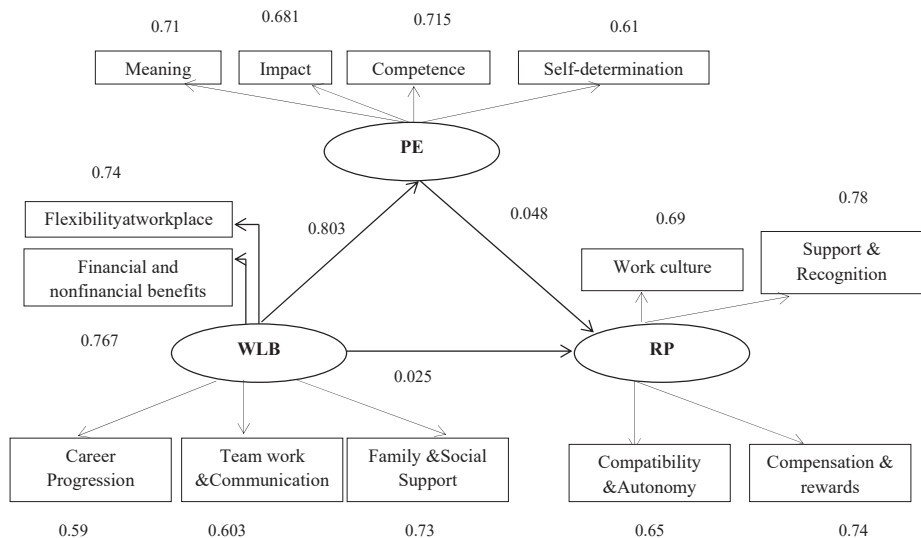 0.71
0.681
0.715
0.61
Meaning
Impact
Competence
Self-determination
PE
0.74
Flexibilityatworkplace
0.803
0.048
0.69
0.78
Financial and
nonfinancial benefits
Work culture
Support &
Recognition
0.767
WLB
RP
0.025
Career
Progression
Team work
&Communication
Family &Social
Support
Compatibility
&Autonomy
Compensation &
rewards
0.59
0.603
0.73
0.65
0.74